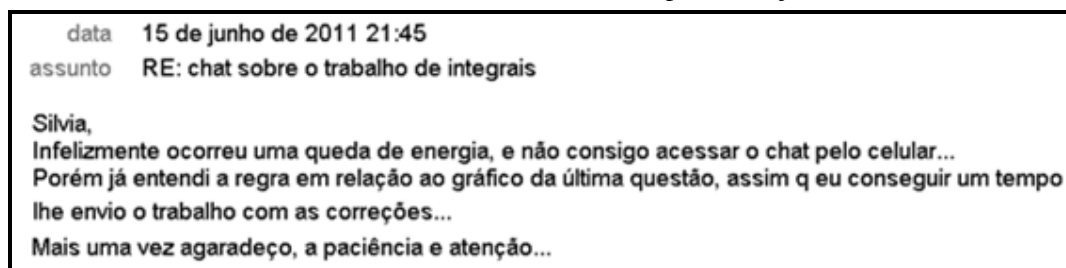 data 15 de junho de 2011 21:45
assunto RE: chat sobre o trabalho de integrais
Silvia,
Infelizmente ocorreu uma queda de energia, e não consigo acessar o chat pelo celular...
Porém já entendi a regra em relação ao gráfico da última questão, assim q eu conseguir um tempo
lhe envio o trabalho com as correções...
Mais uma vez agaradeço, a paciência e atenção...